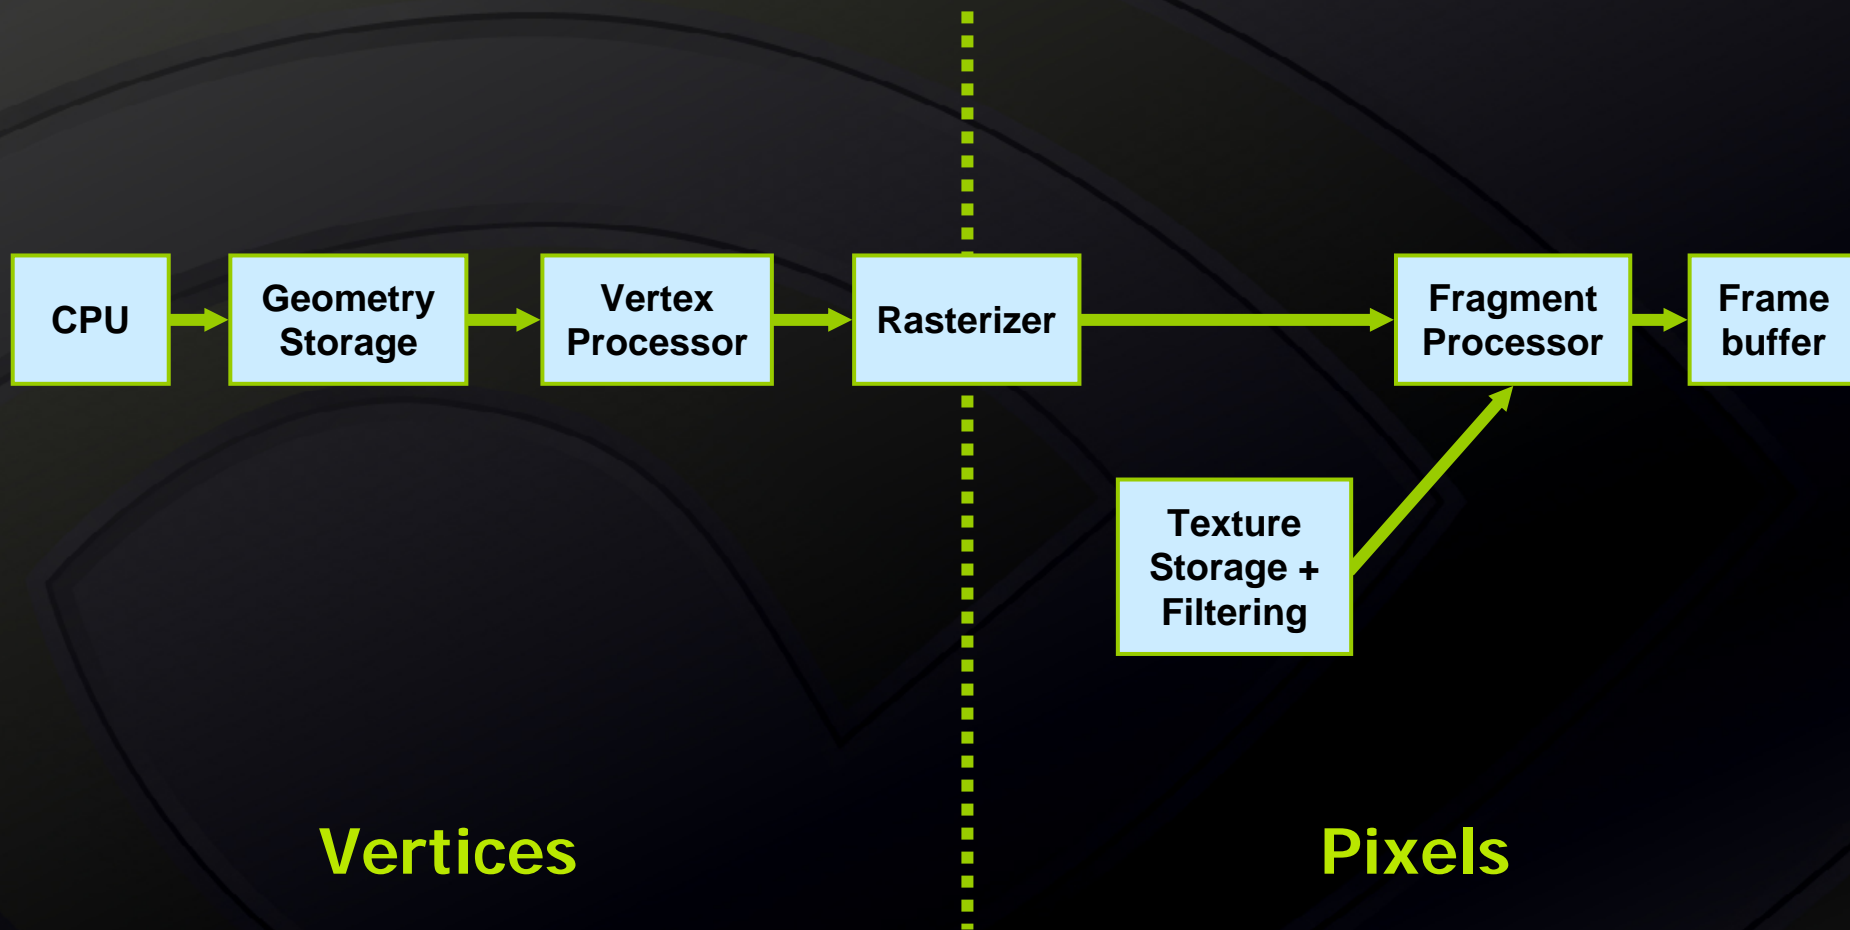 CPU
Geometry
Storage
Vertex
Processor
Rasterizer
Fragment
Processor
Frame
buffer
Texture
Storage +
Filtering
Vertices
Pixels